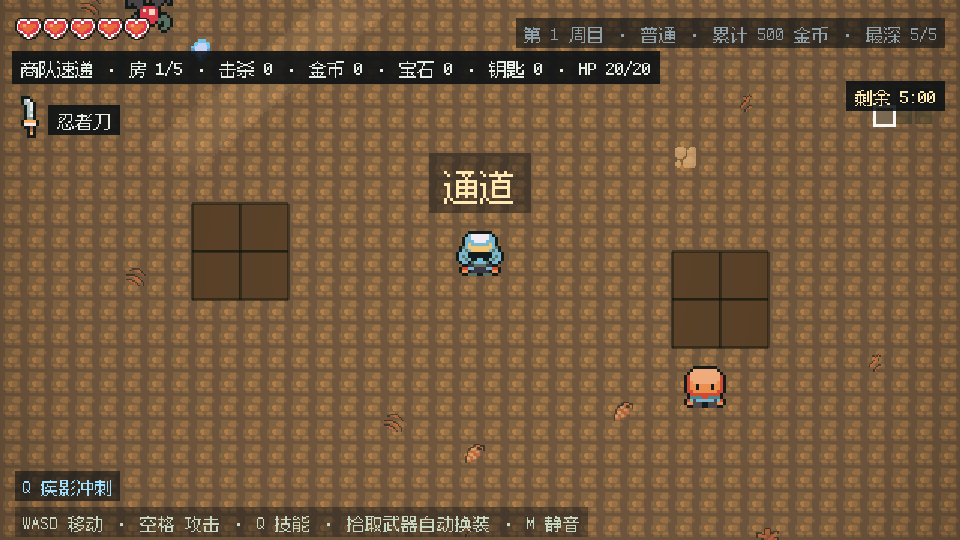 第 1 周目 · 普通 · 累计 500 金币 · 最深 5/5
商队速通 · 房 1/5 · 击杀 0 · 金币 0 · 宝石 0 · 钥匙 0 · HP 20/20
剩余 5:00
忍者刀
通道
Q 疾影冲刺
WASD 移动 · 空格 攻击 · Q 技能 · 拾取武器自动换装 · M 静音